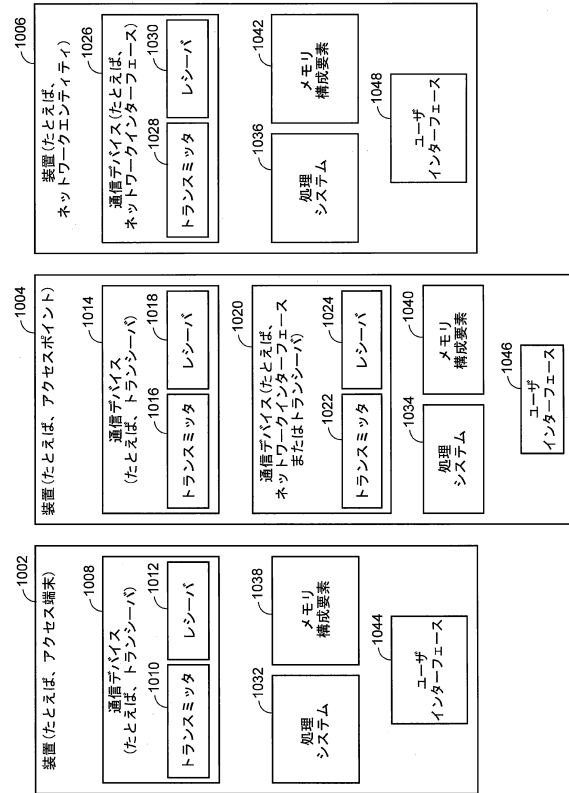 1002
装置(たとえば、アクセス端末)
1008
通信デバイス
(たとえば、トランシーバ)
1010
トランスミッタ
1012
レシーバ
1032
処理
システム
1038
メモリ
構成要素
1044
ユーザ
インターフェース
1004
装置(たとえば、アクセスポイント)
1014
通信デバイス
(たとえば、トランシーバ)
1016
トランスミッタ
1018
レシーバ
1020
通信デバイス(たとえば、
ネットワークインターフェース
またはトランシーバ)
1022
トランスミッタ
1024
レシーバ
1034
処理
システム
1040
メモリ
構成要素
1046
ユーザ
インターフェース
1006
装置(たとえば、
ネットワークエンティティ)
1026
通信デバイス(たとえば、
ネットワークインターフェース)
1028
トランスミッタ
1030
レシーバ
1036
処理
システム
1042
メモリ
構成要素
1048
ユーザ
インターフェース